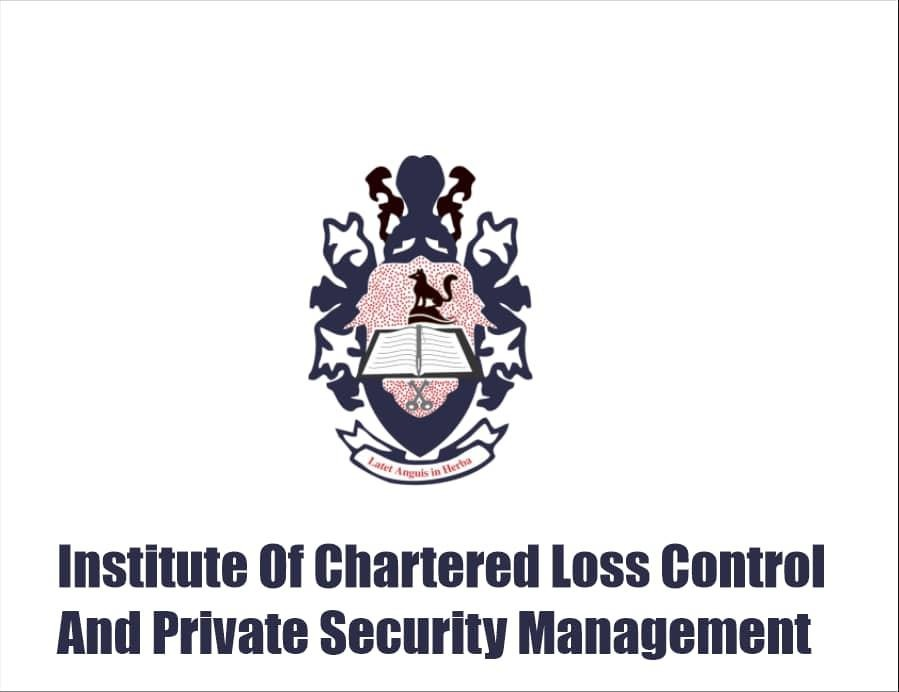 Latet Anguis in Herba
Institute Of Chartered Loss Control
And Private Security Management